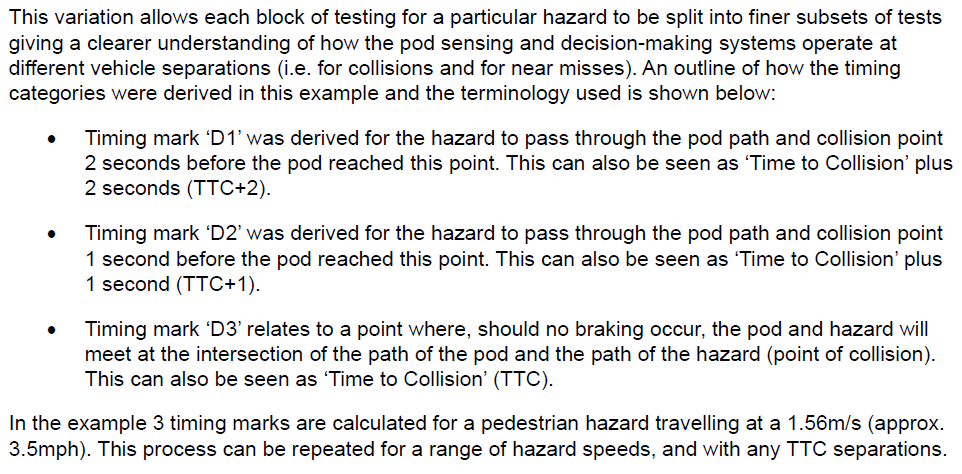 This variation allows each block of testing for a particular hazard to be split into finer subsets of tests
giving a clearer understanding of how the pod sensing and decision-making systems operate at
different vehicle separations (i.e. for collisions and for near misses). An outline of how the timing
categories were derived in this example and the terminology used is shown below:
• Timing mark ‘D1’ was derived for the hazard to pass through the pod path and collision point
2 seconds before the pod reached this point. This can also be seen as ‘Time to Collision’ plus
2 seconds (TTC+2).
• Timing mark ‘D2’ was derived for the hazard to pass through the pod path and collision point
1 second before the pod reached this point. This can also be seen as ‘Time to Collision’ plus
1 second (TTC+1).
• Timing mark ‘D3’ relates to a point where, should no braking occur, the pod and hazard will
meet at the intersection of the path of the pod and the path of the hazard (point of collision).
This can also be seen as ‘Time to Collision’ (TTC).
In the example 3 timing marks are calculated for a pedestrian hazard travelling at a 1.56m/s (approx.
3.5mph). This process can be repeated for a range of hazard speeds, and with any TTC separations.